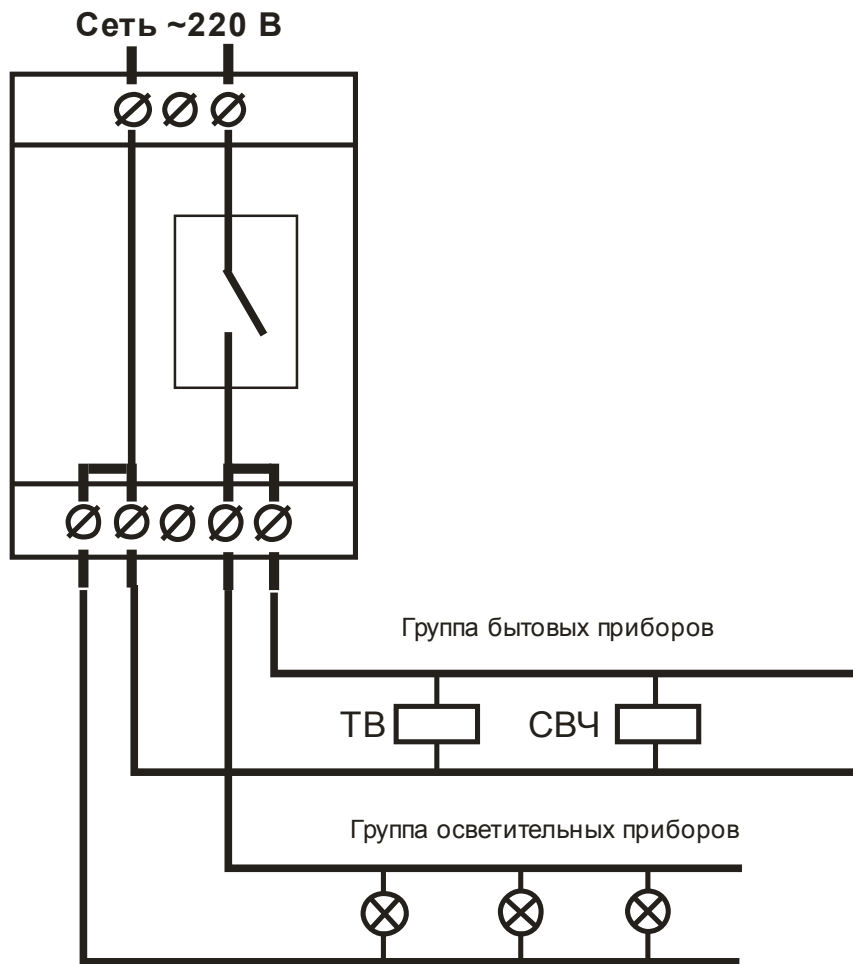 Сеть ~220 В
Группа бытовых приборов
ТВ
СВЧ
Группа осветительных приборов